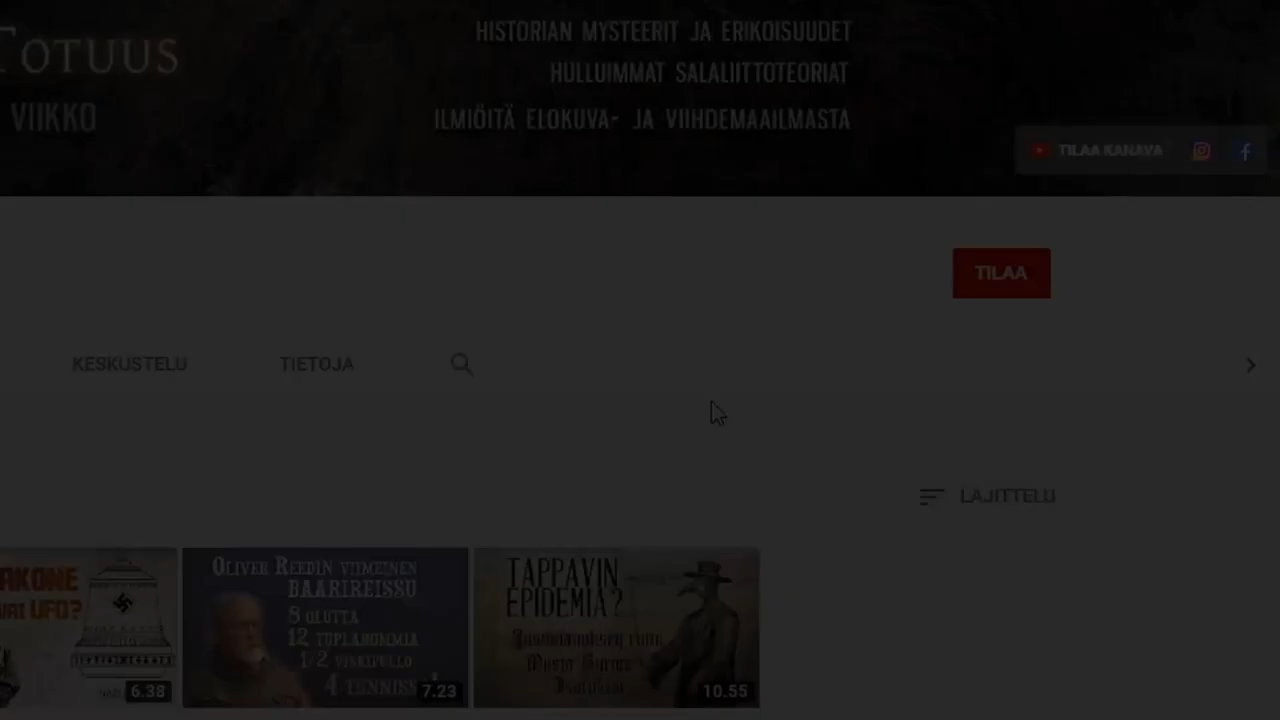 TOTUUS
VIIKKO
HISTORIAN MYSTEERIT JA ERIKOISUUDET
HULLUIMMAT SALALIITTOTEORIAT
ILMIÖITÄ ELOKUVA- JA VIIHDEMAAILMASTA
TILAA KANAVA
TILAA
KESKUSTELU
TIETOJA
LAJITTELU
UFO?
6.38
OLIVER REEDIN VIIMEINEN
BAARIREISSU
8 OLUTTA
12 TUPLAROMMIA
1/2 VISKIPULLO
4
7.23
TAPPAVIN
EPIDEMIA?
10.55